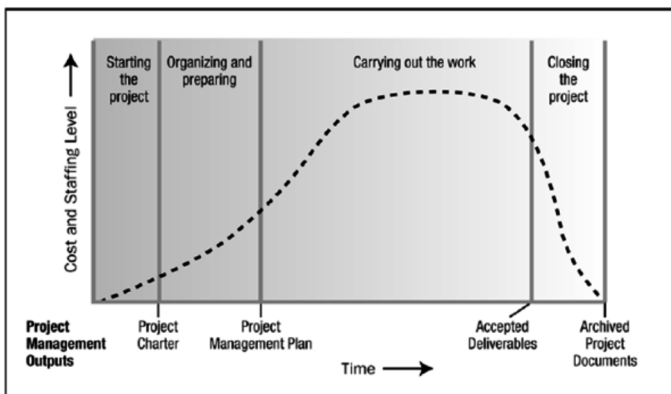 Starting
the
project
Organizing and
preparing
Carrying out the work
Closing
the
project
Cost and Staffing Level
Project
Management
Outputs
Project
Charter
Project
Management Plan
Accepted
Deliverables
Archived
Project
Documents
Time